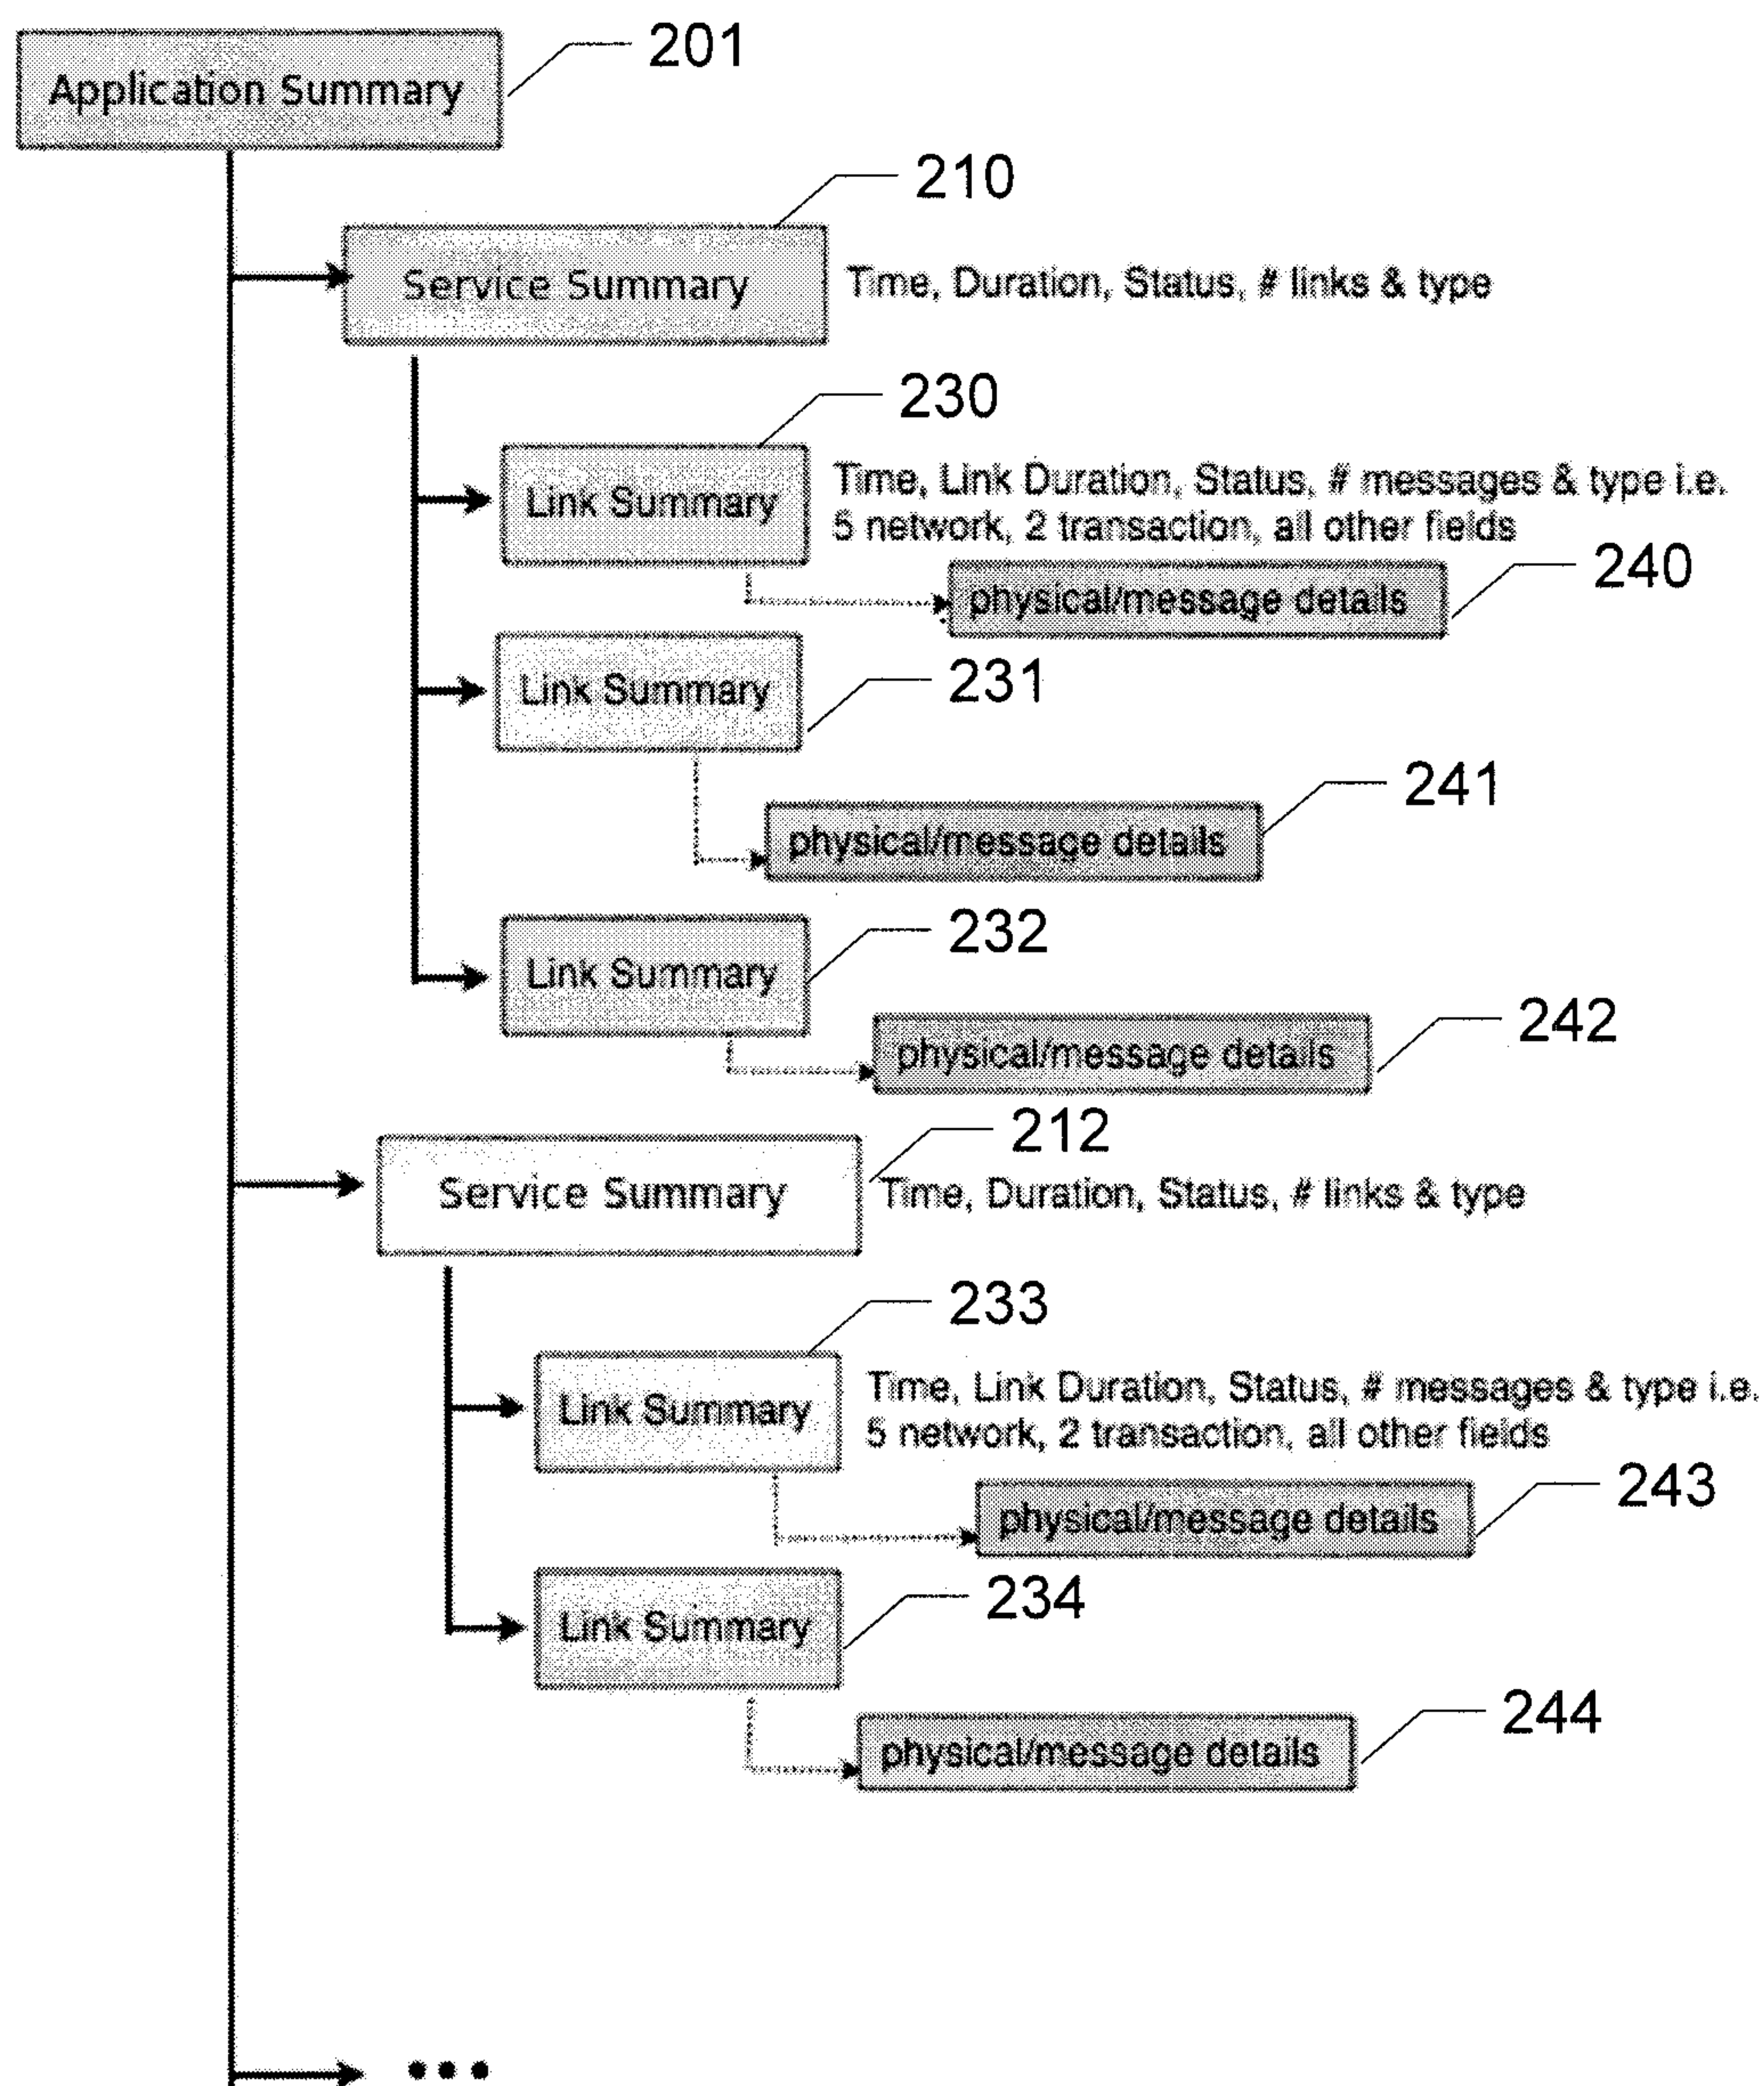 201
Application Summary
210
Service Summary
Time, Duration, Status, # links & type
230
Link Summary
Time, Link Duration, Status, # messages & type i.e.
5 network, 2 transaction, all other fields
240
physical/message details
231
Link Summary
241
physical/message details
232
Link Summary
242
physical/message details
212
Service Summary
Time, Duration, Status, # links & type
233
Link Summary
Time, Link Duration, Status, # messages & type i.e.
5 network, 2 transaction, all other fields
243
physical/message details
234
Link Summary
244
physical/message details
•••